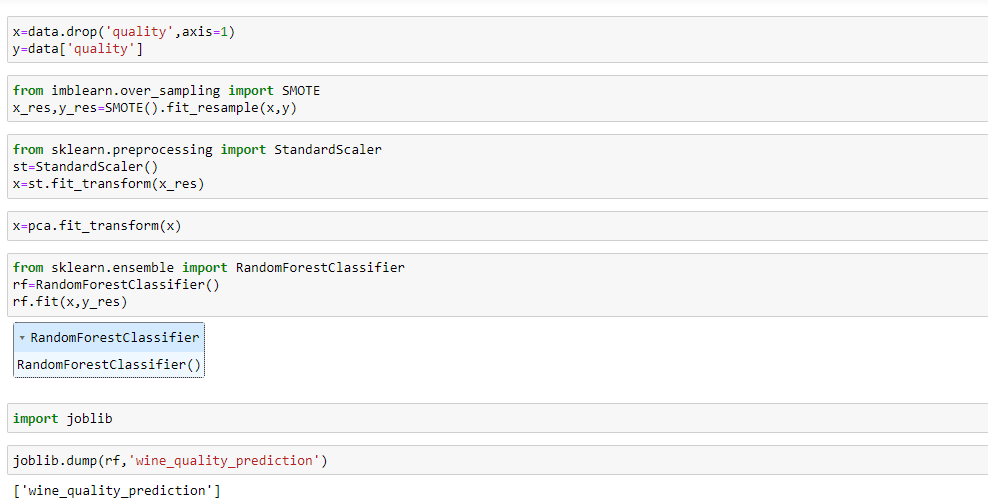 x=data.drop('quality',axis=1)
y=data['quality']
from imblearn.over_sampling import SMOTE
x_res,y_res=SMOTE().fit_resample(x,y)
from sklearn.preprocessing import StandardScaler
st=StandardScaler()
x=st.fit_transform(x_res)
x=pca.fit_transform(x)
from sklearn.ensemble import RandomForestClassifier
rf=RandomForestClassifier()
rf.fit(x,y_res)
RandomForestClassifier
RandomForestClassifier()
import joblib
joblib.dump(rf,'wine_quality_prediction')
['wine_quality_prediction']